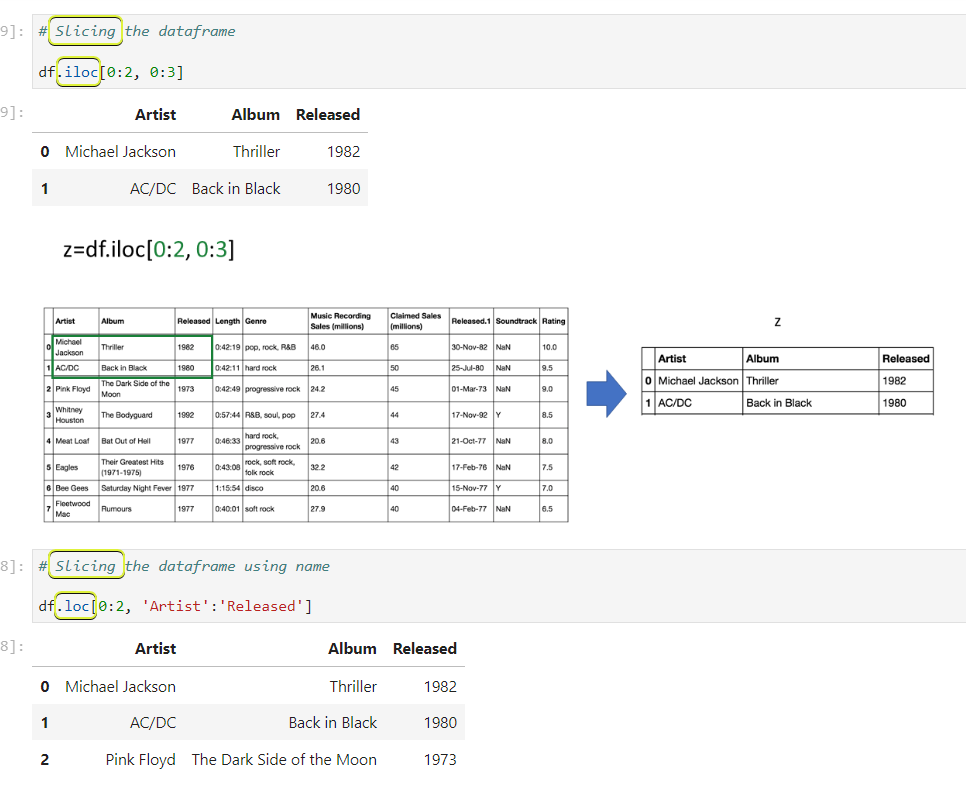 9]: # Slicing the dataframe
df.iloc[0:2, 0:3]
9]: Artist Album Released
0 Michael Jackson Thriller 1982
1 AC/DC Back in Black 1980
z=df.iloc[0:2, 0:3]
Artist Album Released Length Genre Music Recording Sales (millions) Claimed Sales (millions) Released.1 Soundtrack Rating
0 Michael Jackson Thriller 1982 0:42:19 pop, rock, R&B 46.0 65 30-Nov-82 NaN 10.0
1 AC/DC Back in Black 1980 0:42:11 hard rock 26.1 50 25-Jul-80 NaN 9.5
2 Pink Floyd The Dark Side of the Moon 1973 0:42:49 progressive rock 24.2 45 01-Mar-73 NaN 9.0
3 Whitney Houston The Bodyguard 1992 0:57:44 R&B, soul, pop 27.4 44 17-Nov-92 Y 8.5
4 Meat Loaf Bat Out of Hell 1977 0:46:33 hard rock, progressive rock 20.6 43 21-Oct-77 NaN 8.0
5 Eagles Their Greatest Hits (1971-1975) 1976 0:43:08 rock, soft rock, folk rock 32.2 42 17-Feb-76 NaN 7.5
6 Bee Gees Saturday Night Fever 1977 1:15:54 disco 20.6 40 15-Nov-77 Y 7.0
7 Fleetwood Mac Rumours 1977 0:40:01 soft rock 27.9 40 04-Feb-77 NaN 6.5
z
Artist Album Released
0 Michael Jackson Thriller 1982
1 AC/DC Back in Black 1980
8]: # Slicing the dataframe using name
df.loc[0:2, 'Artist':'Released']
8]: Artist Album Released
0 Michael Jackson Thriller 1982
1 AC/DC Back in Black 1980
2 Pink Floyd The Dark Side of the Moon 1973